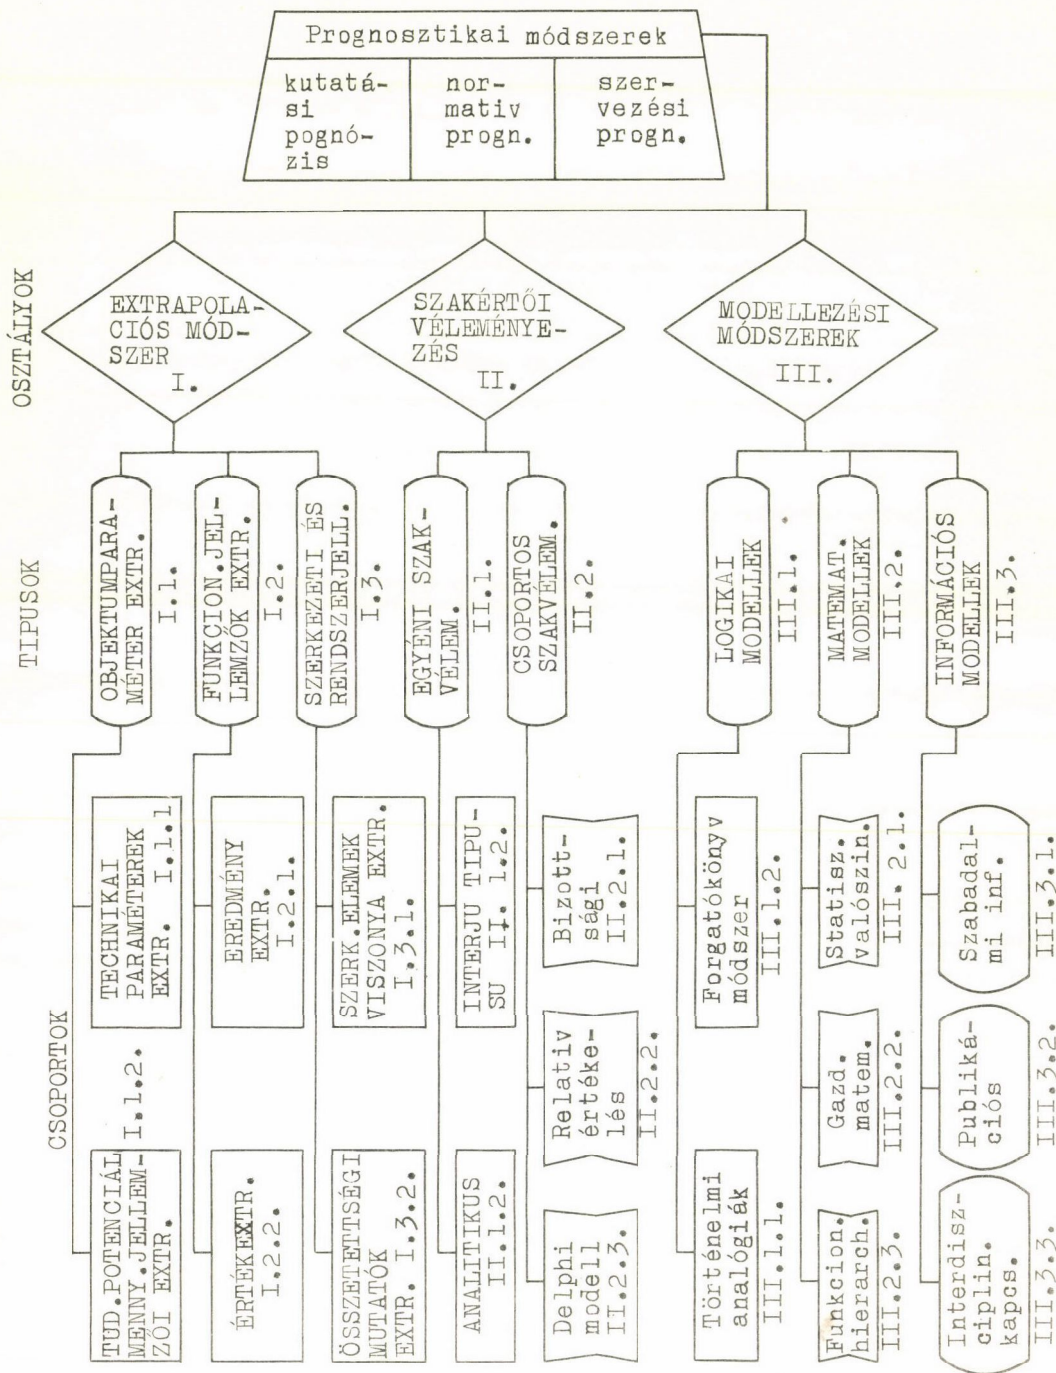 Prognosztikai módszerek
kutatá-
si
pognó-
zis
nor-
mativ
progn.
szer-
vezési
progn.
OSZTÁLYOK
EXTRAPOLA-
CIÓS MÓD-
SZER
I.
SZAKÉRTŐI
VÉLEMÉNYE-
ZÉS
II.
MODELLEZÉSI
MÓDSZEREK
III.
TIPUSOK
OBJEKTUMPARA-
MÉTER EXTR.
I.1.
FUNKCION.JEL-
LEMZŐK EXTR.
I.2.
SZERKEZETI ÉS
RENDSZERJELL.
I.3.
EGYÉNI SZAK-
VÉLEM.
II.1.
CSOPORTOS
SZAKVÉLEM.
II.2.
LOGIKAI
MODELLEK
III.1.
MATEMAT.
MODELLEK
III.2.
INFORMÁCIÓS
MODELLEK
III.3.
CSOPORTOK
TECHNIKAI
PARAMÉTEREK
EXTR. I.1.1
EREDMÉNY
EXTR.
I.2.1.
SZERK.ELEMEK
VISZONYA EXTR.
I.3.1.
INTERJU TIPU-
SU II. 1.2.
Bizott-
sági
II.2.1.
Forgatókönyv
módszer
III.1.2.
Statisz.
valószin.
III. 2.1.
Szabadal-
mi inf.
III.3.1.
Relativ
értéke-
lés
II.2.2.
Gazd.
matem.
III.2.2.
Publiká-
ciós
III.3.2.
TUD.POTENCIÁL
MENNY.JELLEM- I.1.2.
ZŐI EXTR.
ÉRTÉKEXTR.
I.2.2.
ÖSSZETETTSÉGI
MUTATÓK
EXTR. I.3.2.
ANALITIKUS
II.1.2.
Delphi
modell
II.2.3.
Történelmi
analógiák
III.1.1.
Funkcion.
hierarch.
III.2.3.
Interdisz-
ciplin.
kapcs.
III.3.3.